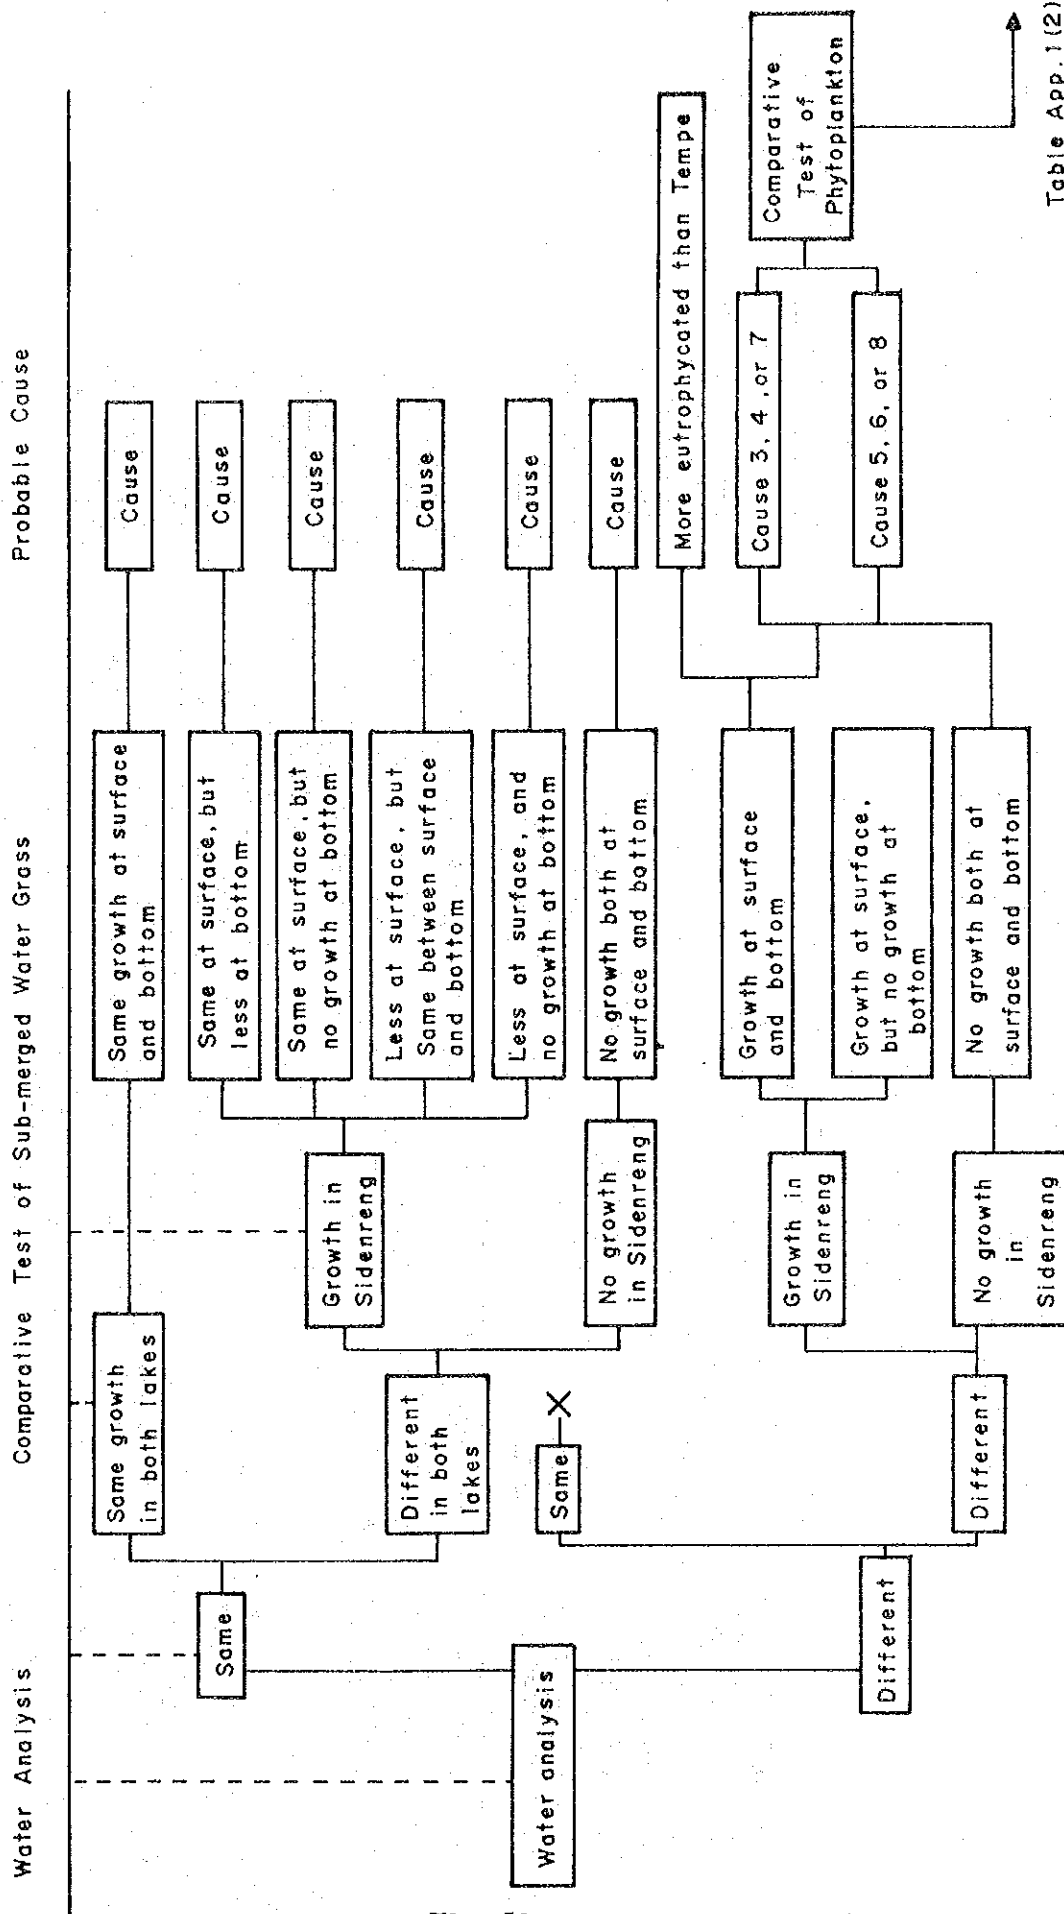 Water Analysis
Comparative Test of Sub-merged Water Grass
Probable Cause
Water analysis
Same
Different
Same growth
in both lakes
Different
in both
lakes
Same
X
Different
Growth in
Sidenreng
No growth
in Sidenreng
Growth in
Sidenreng
No growth
in
Sidenreng
Same growth at surface
and bottom
Same at surface, but
less at bottom
Same at surface, but
no growth at bottom
Less at surface, but
Same between surface
and bottom
Less at surface, and
no growth at bottom
No growth both at
surface and bottom
Growth at surface
and bottom
Growth at surface,
but no growth at
bottom
No growth both at
surface and bottom
Cause
Cause
Cause
Cause
Cause
Cause
More eutrophycated than Tempe
Cause 3, 4, or 7
Cause 5, 6, or 8
Comparative
Test of
Phytoplankton
Table App. 1 (2)